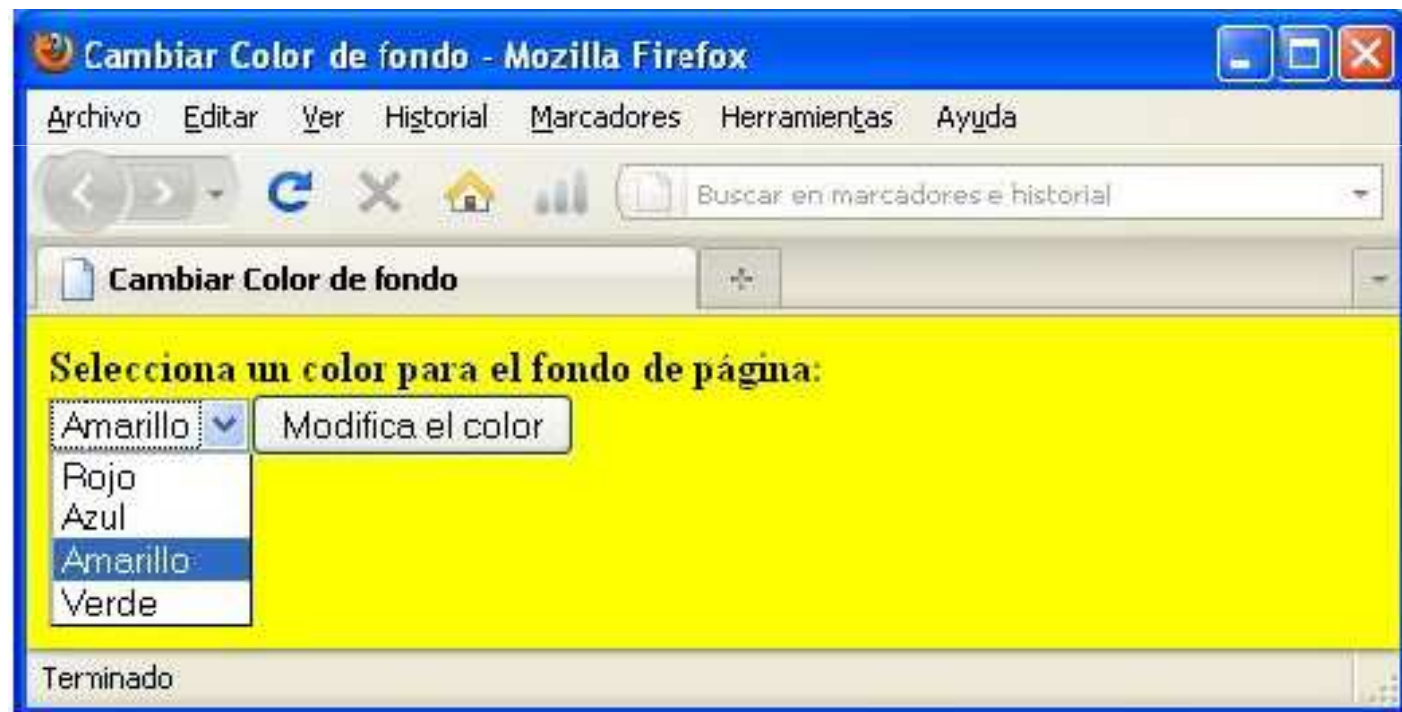 Cambiar Color de fondo - Mozilla Firefox
Archivo Editar Ver Historial Marcadores Herramientas Ayuda
Buscar en marcadores e historial
Cambiar Color de fondo
Selecciona un color para el fondo de página:
Amarillo Modifica el color
Rojo
Azul
Amarillo
Verde
Terminado